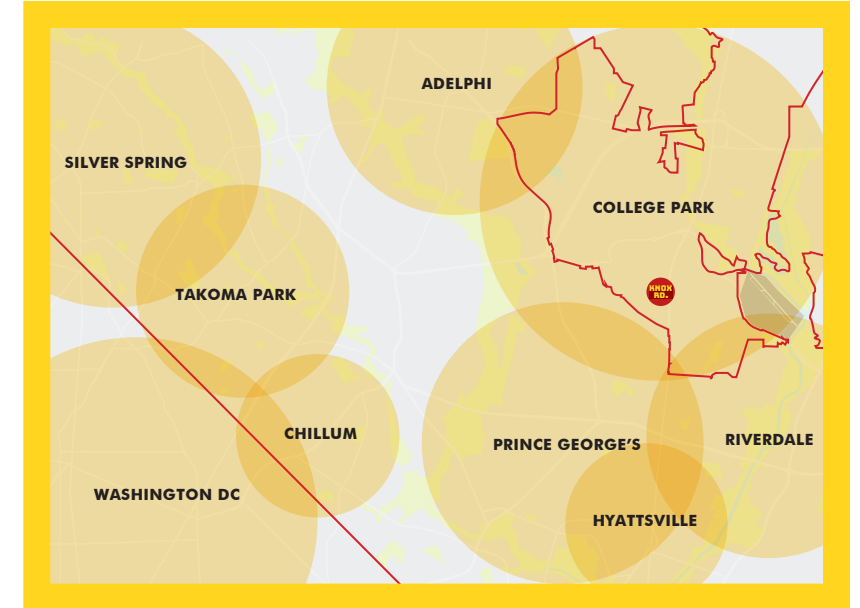 ADELPHI
SILVER SPRING
COLLEGE PARK
TAKOMA PARK
KNOX
RD.
CHILLUM
PRINCE GEORGE'S
RIVERDALE
WASHINGTON DC
HYATTSVILLE